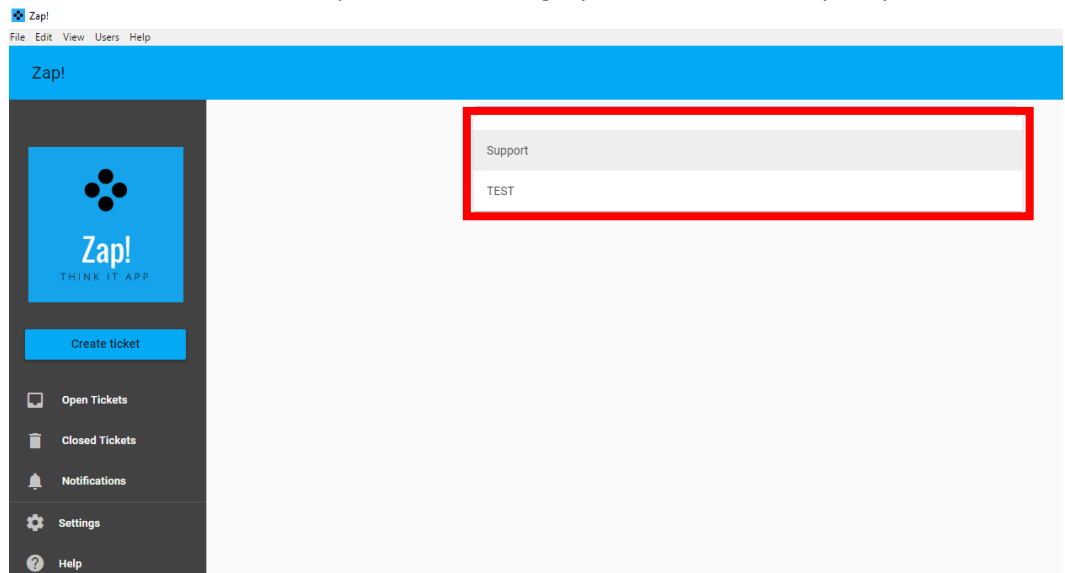 Zap!
File Edit View Users Help
Zap!
Support
TEST
Zap!
THINK IT APP
Create ticket
Open Tickets
Closed Tickets
Notifications
Settings
Help